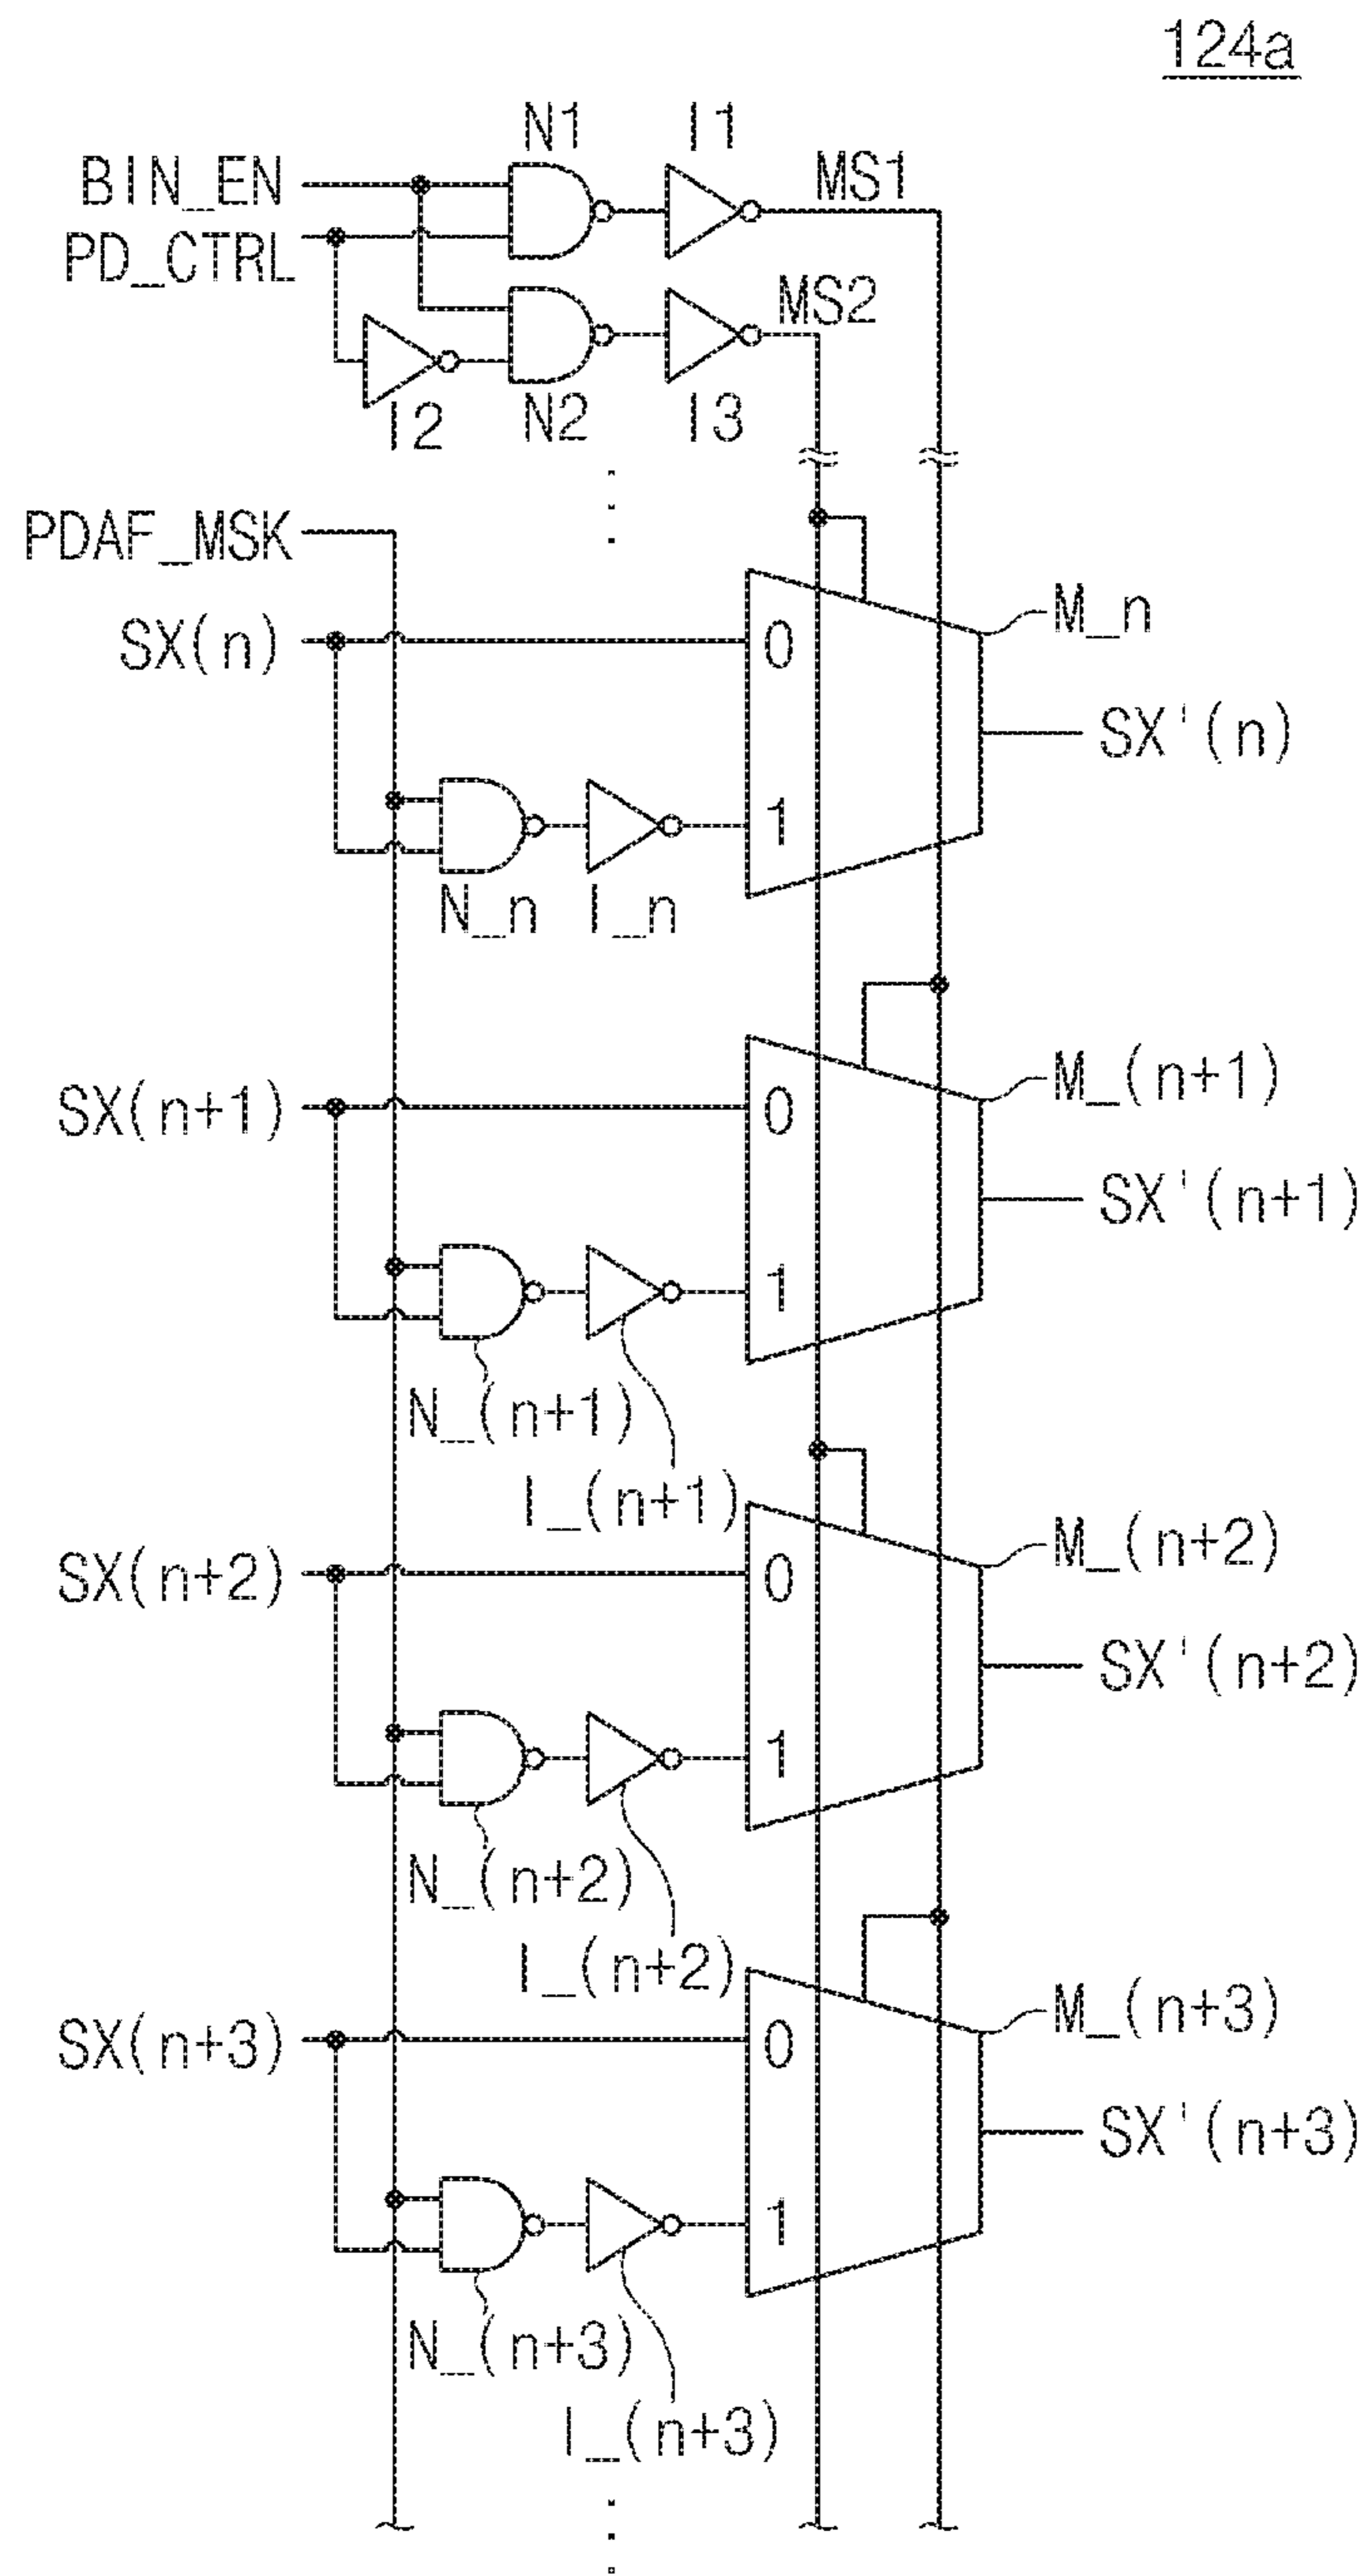 124a
N1 I1
BIN_EN
MS1
PD_CTRL
MS2
I2 N2 I3
PDAF_MSK
M_n
SX(n)
0
SX'(n)
1
N_n I_n
M_(n+1)
SX(n+1)
0
SX'(n+1)
1
N_(n+1)
I_(n+1)
M_(n+2)
SX(n+2)
0
SX'(n+2)
1
N_(n+2)
I_(n+2)
M_(n+3)
SX(n+3)
0
SX'(n+3)
1
N_(n+3)
I_(n+3)